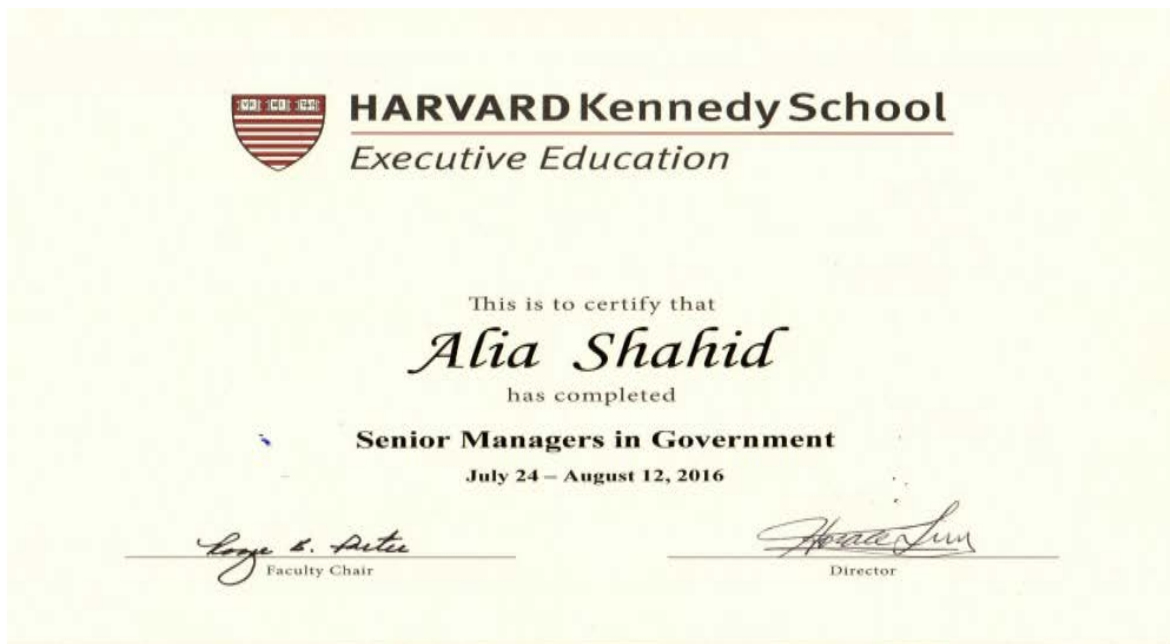 HARVARD Kennedy School
Executive Education
This is to certify that
Alia Shahid
has completed
Senior Managers in Government
July 24 – August 12, 2016
Faculty Chair
Director